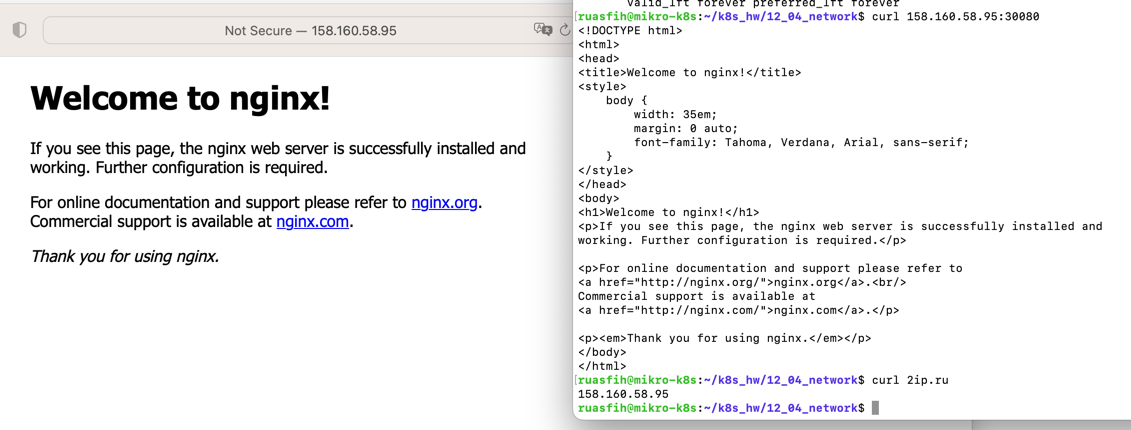 Not Secure — 158.160.58.95
Welcome to nginx!
If you see this page, the nginx web server is successfully installed and
working. Further configuration is required.
For online documentation and support please refer to nginx.org.
Commercial support is available at nginx.com.
Thank you for using nginx.
valid_lft forever preferred_lft forever
[ruasfih@mikro-k8s:~/k8s_hw/12_04_network$ curl 158.160.58.95:30080
<!DOCTYPE html>
<html>
<head>
<title>Welcome to nginx!</title>
<style>
    body {
        width: 35em;
        margin: 0 auto;
        font-family: Tahoma, Verdana, Arial, sans-serif;
    }
</style>
</head>
<body>
<h1>Welcome to nginx!</h1>
<p>If you see this page, the nginx web server is successfully installed and
working. Further configuration is required.</p>
<p>For online documentation and support please refer to
<a href="http://nginx.org/">nginx.org</a>.<br/>
Commercial support is available at
<a href="http://nginx.com/">nginx.com</a>.</p>
<p><em>Thank you for using nginx.</em></p>
</body>
</html>
[ruasfih@mikro-k8s:~/k8s_hw/12_04_network$ curl 2ip.ru
158.160.58.95
ruasfih@mikro-k8s:~/k8s_hw/12_04_network$